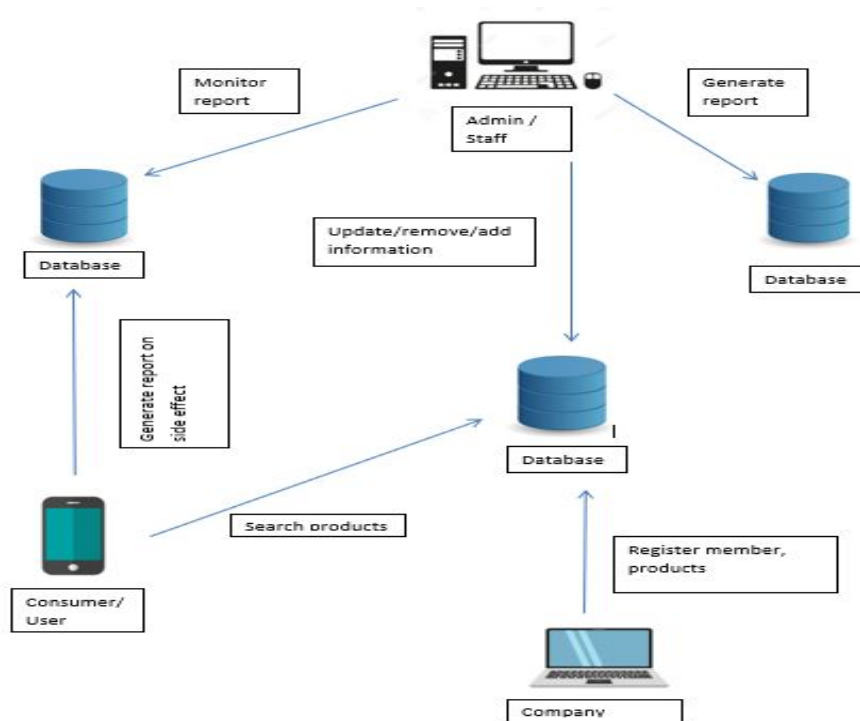 Monitor
report
Generate
report
Admin /
Staff
Update/remove/add
information
Database
Database
Generate report on
side effect
Database
Search products
Register member,
products
Consumer/
User
Company